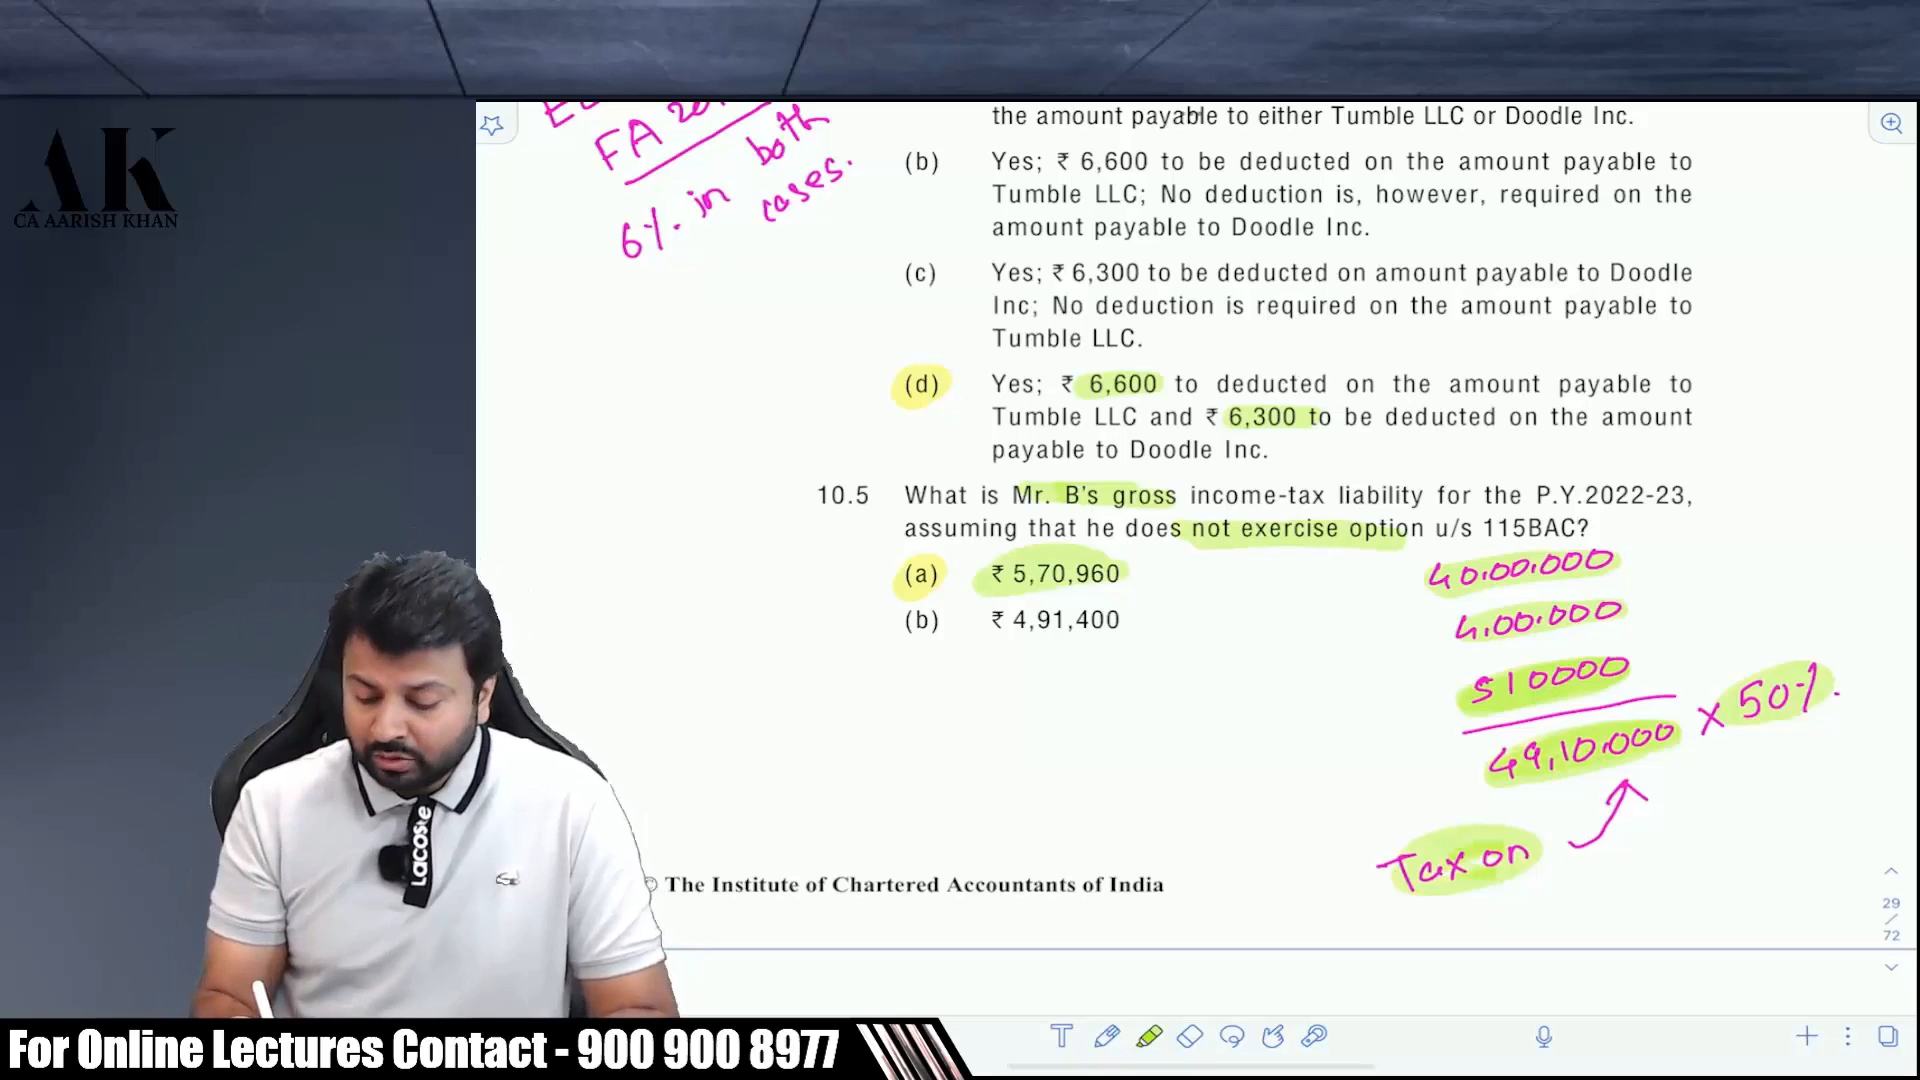 FA
6%. in both
cases.
the amount payable to either Tumble LLC or Doodle Inc.
(b) Yes; ₹ 6,600 to be deducted on the amount payable to
Tumble LLC; No deduction is, however, required on the
amount payable to Doodle Inc.
(c) Yes; ₹ 6,300 to be deducted on amount payable to Doodle
Inc; No deduction is required on the amount payable to
Tumble LLC.
(d) Yes; ₹ 6,600 to deducted on the amount payable to
Tumble LLC and ₹ 6,300 to be deducted on the amount
payable to Doodle Inc.
10.5 What is Mr. B's gross income-tax liability for the P.Y.2022-23,
assuming that he does not exercise option u/s 115BAC?
(a) ₹ 5,70,960
(b) ₹ 4,91,400
40,00,000
4,00,000
510000
49,10,000 × 50%.
Tax on
© The Institute of Chartered Accountants of India
29
/
72
AK
CA AARISH KHAN
LACOSTE
T
For Online Lectures Contact - 900 900 8977